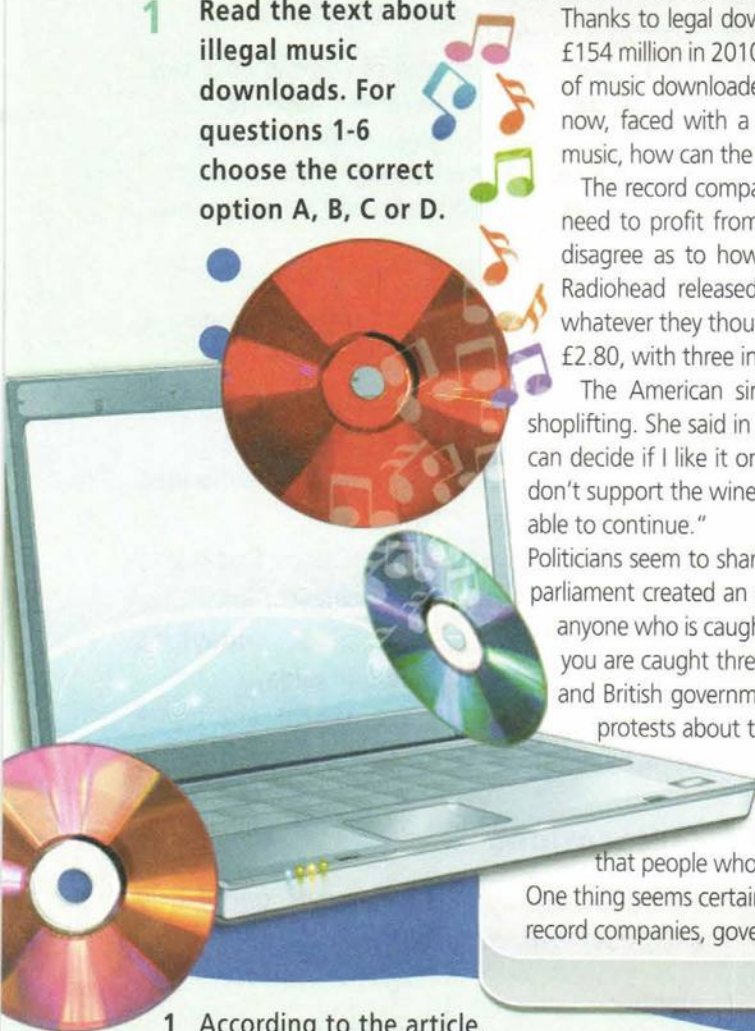 1 Read the text about
illegal music
downloads. For
questions 1-6
choose the correct
option A, B, C or D.
Thanks to legal dov
£154 million in 2010
of music downloade
now, faced with a
music, how can the
The record compa
need to profit from
disagree as to how
Radiohead released
whatever they thou
£2.80, with three in
The American sin
shoplifting. She said in
can decide if I like it or
don't support the wine
able to continue."
Politicians seem to shar
parliament created an
anyone who is caugh
you are caught thre
and British governm
protests about t
that people who
One thing seems certain
record companies, gove
1 According to the article